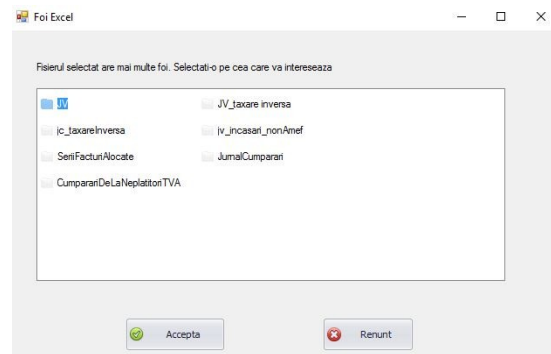 Foi Excel
Fisierul selectat are mai multe foi. Selectati-o pe cea care va intereseaza
JV JV_taxare inversa
jc_taxareInversa jv_incasari_nonAmef
SeriiFacturiAlocate JurnalCumparari
CumparariDeLaNeplatitoriTVA
Accepta Renunt